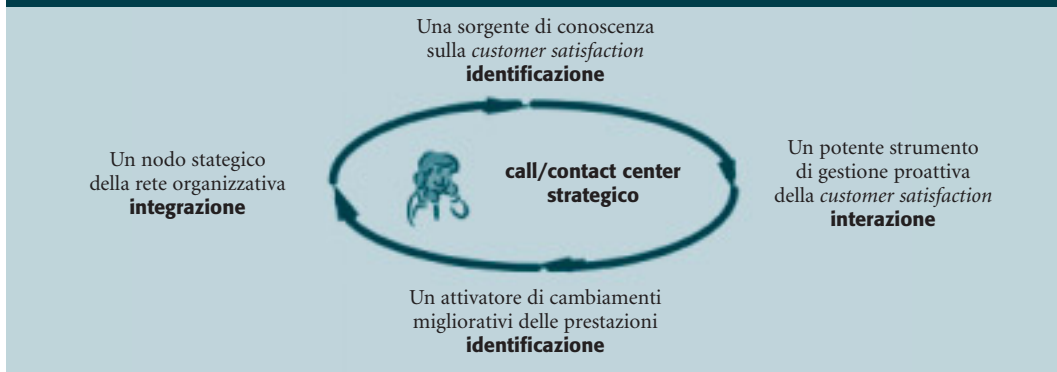 Una sorgente di conoscenza
sulla customer satisfaction
identificazione
Un nodo stategico
della rete organizzativa
integrazione
call/contact center
strategico
Un potente strumento
di gestione proattiva
della customer satisfaction
interazione
Un attivatore di cambiamenti
migliorativi delle prestazioni
identificazione